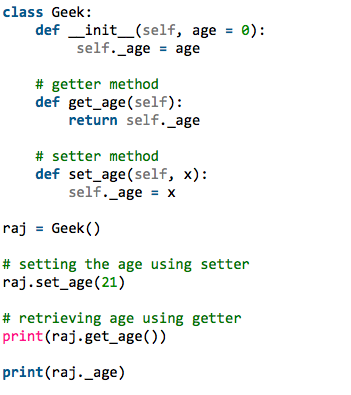 class Geek:
    def __init__(self, age = 0):
         self._age = age

    # getter method
    def get_age(self):
        return self._age

    # setter method
    def set_age(self, x):
        self._age = x

raj = Geek()

# setting the age using setter
raj.set_age(21)

# retrieving age using getter
print(raj.get_age())

print(raj._age)